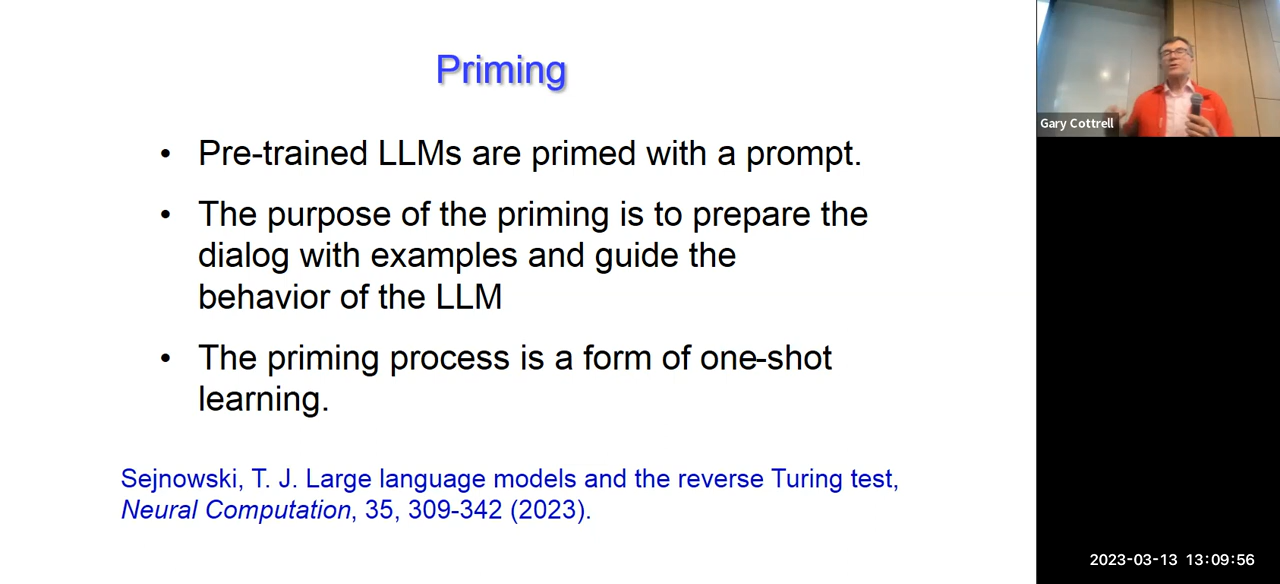 Priming
• Pre-trained LLMs are primed with a prompt.
• The purpose of the priming is to prepare the
dialog with examples and guide the
behavior of the LLM
• The priming process is a form of one-shot
learning.
Sejnowski, T. J. Large language models and the reverse Turing test,
Neural Computation, 35, 309-342 (2023).
Gary Cottrell
2023-03-13 13:09:56